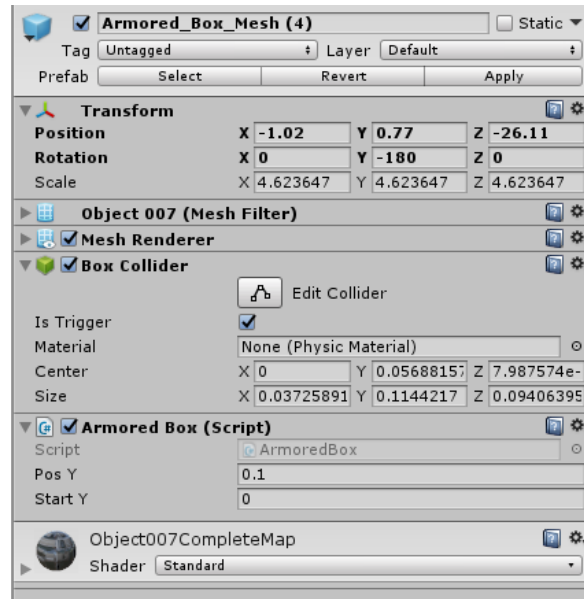 Armored_Box_Mesh (4) Static
Tag Untagged Layer Default
Prefab Select Revert Apply
Transform
Position X -1.02 Y 0.77 Z -26.11
Rotation X 0 Y -180 Z 0
Scale X 4.623647 Y 4.623647 Z 4.623647
Object 007 (Mesh Filter)
Mesh Renderer
Box Collider
Edit Collider
Is Trigger
Material None (Physic Material)
Center X 0 Y 0.05688157 Z 7.987574e-
Size X 0.03725891 Y 0.1144217 Z 0.09406395
Armored Box (Script)
Script ArmoredBox
Pos Y 0.1
Start Y 0
Object007CompleteMap
Shader Standard